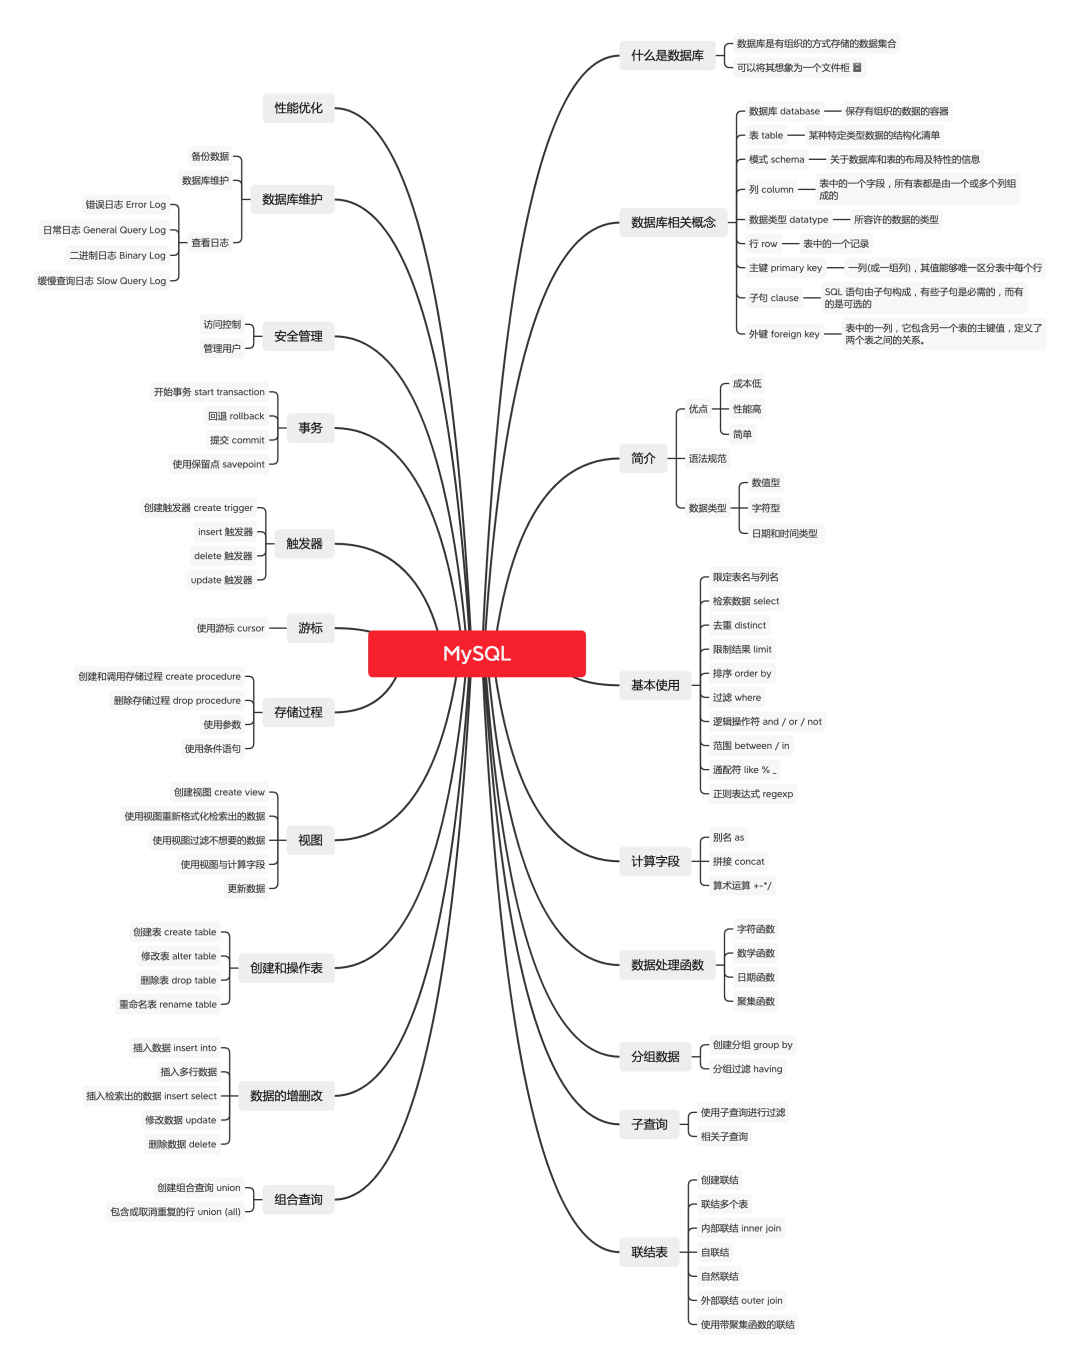 MySQL
什么是数据库
数据库是有组织的方式存储的数据集合
可以将其想象为一个文件柜
数据库相关概念
数据库 database
保存有组织的数据的容器
表 table
某种特定类型数据的结构化清单
模式 schema
关于数据库和表的布局及特性的信息
列 column
表中的一个字段，所有表都是由一个或多个列组
成的
数据类型 datatype
所容许的数据的类型
行 row
表中的一个记录
主键 primary key
一列(或一组列)，其值能够唯一区分表中每个行
子句 clause
SQL 语句由子句构成，有些子句是必需的，而有
的是可选的
外键 foreign key
表中的一列，它包含另一个表的主键值，定义了
两个表之间的关系。
简介
优点
成本低
性能高
简单
语法规范
数据类型
数值型
字符型
日期和时间类型
基本使用
限定表名与列名
检索数据 select
去重 distinct
限制结果 limit
排序 order by
过滤 where
逻辑操作符 and / or / not
范围 between / in
通配符 like % _
正则表达式 regexp
计算字段
别名 as
拼接 concat
算术运算 +-*/
数据处理函数
字符函数
数学函数
日期函数
聚集函数
分组数据
创建分组 group by
分组过滤 having
子查询
使用子查询进行过滤
相关子查询
联结表
创建联结
联结多个表
内部联结 inner join
自联结
自然联结
外部联结 outer join
使用带聚集函数的联结
性能优化
数据库维护
备份数据
数据库维护
查看日志
错误日志 Error Log
日常日志 General Query Log
二进制日志 Binary Log
缓慢查询日志 Slow Query Log
安全管理
访问控制
管理用户
事务
开始事务 start transaction
回退 rollback
提交 commit
使用保留点 savepoint
触发器
创建触发器 create trigger
insert 触发器
delete 触发器
update 触发器
游标
使用游标 cursor
存储过程
创建和调用存储过程 create procedure
删除存储过程 drop procedure
使用参数
使用条件语句
视图
创建视图 create view
使用视图重新格式化检索出的数据
使用视图过滤不想要的数据
使用视图与计算字段
更新数据
创建和操作表
创建表 create table
修改表 alter table
删除表 drop table
重命名表 rename table
数据的增删改
插入数据 insert into
插入多行数据
插入检索出的数据 insert select
修改数据 update
删除数据 delete
组合查询
创建组合查询 union
包含或取消重复的行 union (all)